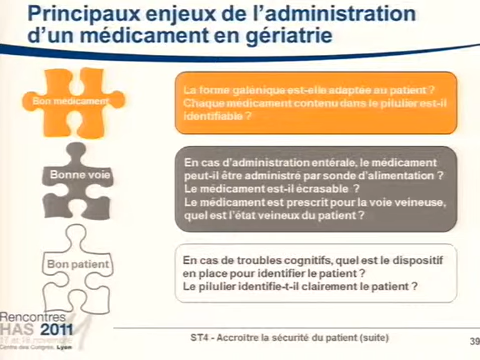 Principaux enjeux de l'administration
d'un médicament en gériatrie
Bon médicament
La forme galénique est-elle adaptée au patient ?
Chaque médicament contenu dans le pilulier est-il
identifiable ?
Bonne voie
En cas d'administration entérale, le médicament
peut-il être administré par sonde d'alimentation ?
Le médicament est-il écrasable ?
Le médicament est prescrit pour la voie veineuse,
quel est l'état veineux du patient ?
Bon patient
En cas de troubles cognitifs, quel est le dispositif
en place pour identifier le patient ?
Le pilulier identifie-t-il clairement le patient ?
Rencontres
HAS 2011
novembre
Centre des Congrès, Lyon
ST4 - Accroître la sécurité du patient (suite)
39